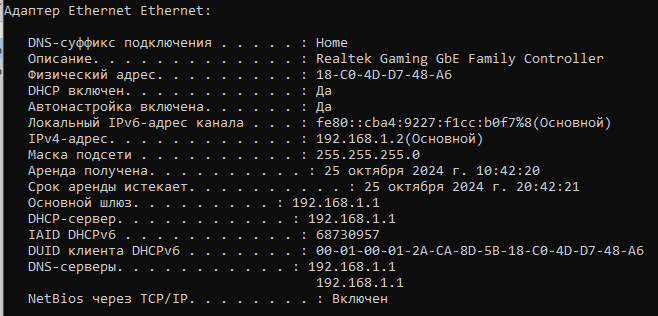 Адаптер Ethernet Ethernet:
DNS-суффикс подключения . . . . . : Home
Описание. . . . . . . . . . . . . : Realtek Gaming GbE Family Controller
Физический адрес. . . . . . . . . : 18-C0-4D-D7-48-A6
DHCP включен. . . . . . . . . . . : Да
Автонастройка включена. . . . . . : Да
Локальный IPv6-адрес канала . . . : fe80::cba4:9227:f1cc:b0f7%8(Основной)
IPv4-адрес. . . . . . . . . . . . : 192.168.1.2(Основной)
Маска подсети . . . . . . . . . . : 255.255.255.0
Аренда получена. . . . . . . . . . : 25 октября 2024 г. 10:42:20
Срок аренды истекает. . . . . . . . . . : 25 октября 2024 г. 20:42:21
Основной шлюз. . . . . . . . . : 192.168.1.1
DHCP-сервер. . . . . . . . . . . : 192.168.1.1
IAID DHCPv6 . . . . . . . . . . . : 68730957
DUID клиента DHCPv6 . . . . . . . : 00-01-00-01-2A-CA-8D-5B-18-C0-4D-D7-48-A6
DNS-серверы. . . . . . . . . . . : 192.168.1.1
192.168.1.1
NetBios через TCP/IP. . . . . . . . : Включен